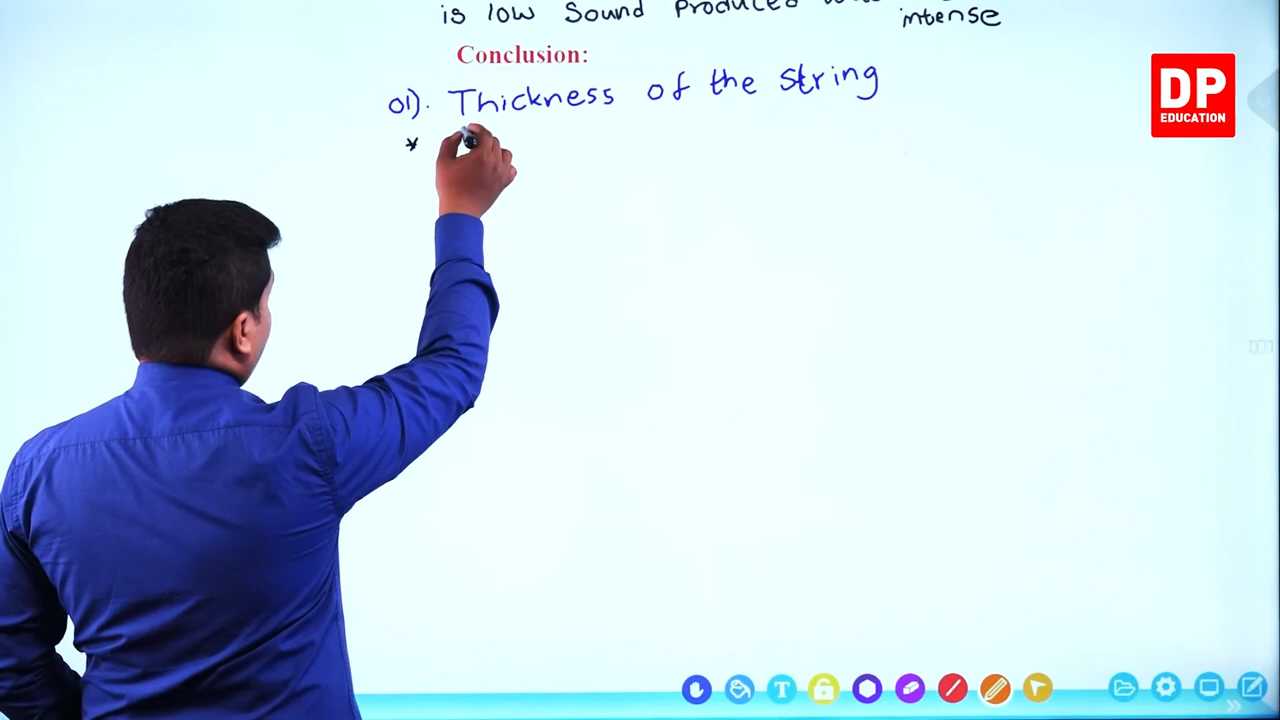 is low Sound Produced
intense
Conclusion:
01). Thickness of the String
*
DP
EDUCATION
T